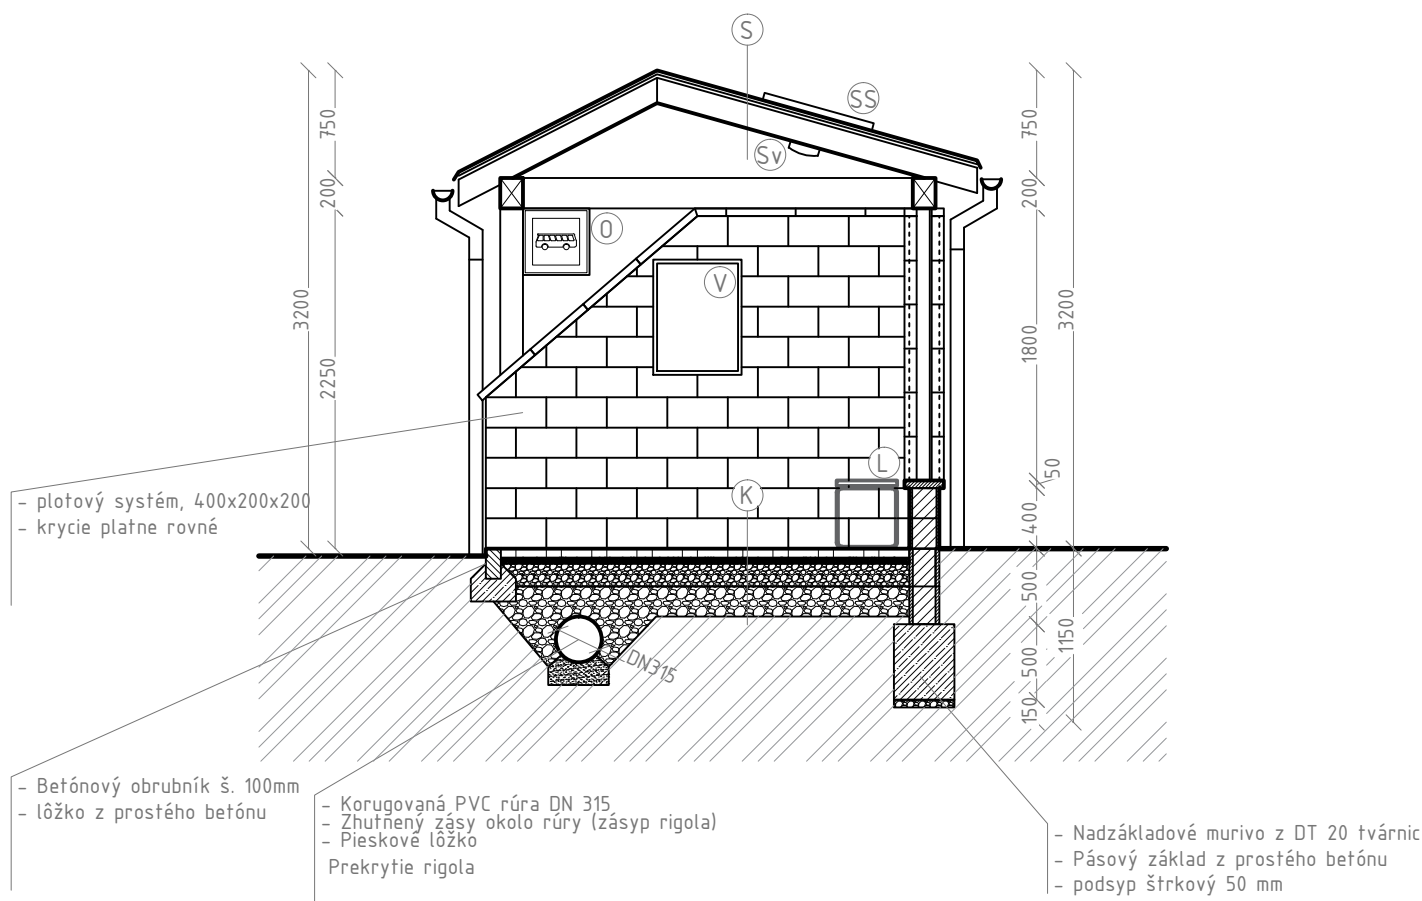 S
SS
Sv
O
V
L
K
750
200
3200
2250
750
200
1800
3200
50
400
500
500
150
1150
DN315
- plotový systém, 400x200x200
- krycie platne rovné
- Betónový obrubník š. 100mm
- lôžko z prostého betónu
- Korugovaná PVC rúra DN 315
- Zhutnený zásy okolo rúry (zásyp rigola)
- Pieskové lôžko
Prekrytie rigola
- Nadzákladové murivo z DT 20 tvárnic
- Pásový základ z prostého betónu
- podsyp štrkový 50 mm